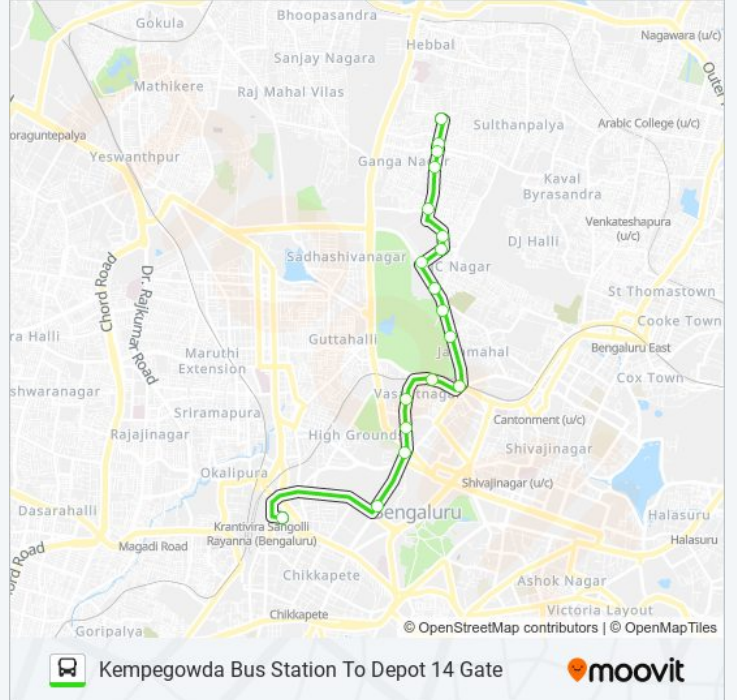 Gokula
Bhoopasandra
Hebbal
Nagawara (u/c)
Sanjay Nagara
Outer
Mathikere
Raj Mahal Vilas
oraguntepalya
Sulthanpalya
Arabic College (u/c)
Yeswanthpur
Ganga Na
Kaval
Byrasandra
Venkateshapura
(u/c)
DJ Halli
Sadhashivanagar
C Nagar
Chord Road
Dr. Rajkumar Road
St Thomastown
Cooke Town
ra Halli
Guttahalli
Maruthi
Extension
mahal
Bengaluru East
Cox Town
shwaranagar
Vas
Sriramapura
Cantonment (u/c)
Rajajinagar
High Ground
Shivajinagar
Okalipura
Shivajinagar (u/c)
Dasarahalli
Bengaluru
Halasuru
Krantivira Sangolli
Rayanna (Bengaluru)
Magadi Road
Halasuru
ord Road
Chikkapete
Ashok Nagar
Chikkapete
Victoria Layout
Goripalya
© OpenStreetMap contributors | © OpenMapTiles
Kempegowda Bus Station To Depot 14 Gate
moovit